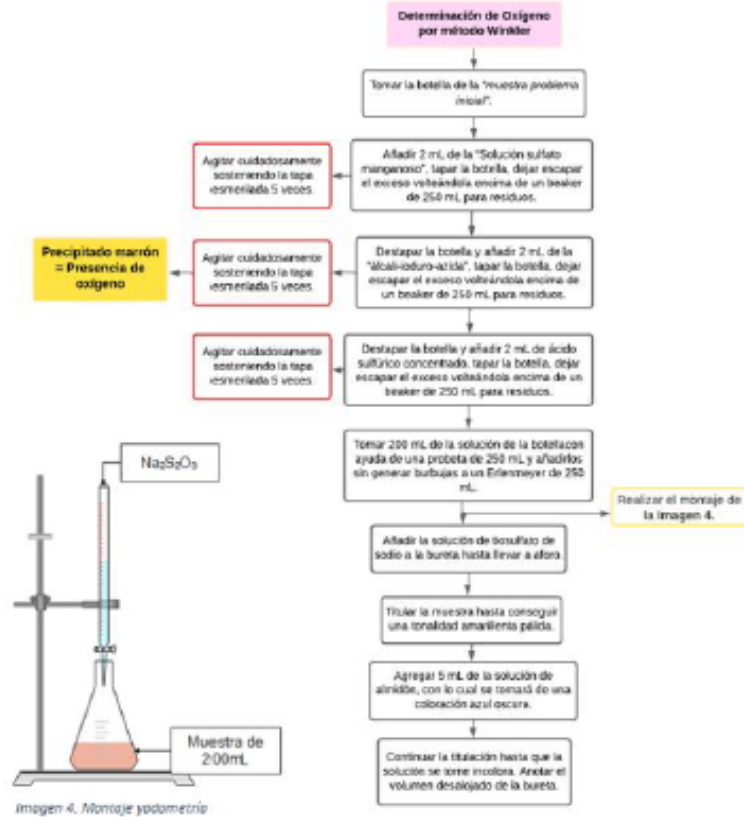 Determinación de Oxígeno
por método Winkler
Tomar la botella de la "muestra problema
inicial".
Añadir 2 mL de la "Solución sulfato
manganoso", tapar la botella, dejar escapar
el exceso volteándola encima de un beaker
de 250 mL para residuos.
Agitar cuidadosamente
sosteniendo la tapa
esmerilada 5 veces.
Destapar la botella y añadir 2 mL de la
"álcali-ioduro-azida", tapar la botella, dejar
escapar el exceso volteándola encima de
un beaker de 250 mL para residuos.
Agitar cuidadosamente
sosteniendo la tapa
esmerilada 5 veces.
Precipitado marrón
= Presencia de
oxígeno
Destapar la botella y añadir 2 mL de ácido
sulfúrico concentrado, tapar la botella, dejar
escapar el exceso volteándola encima de un
beaker de 250 mL para residuos.
Agitar cuidadosamente
sosteniendo la tapa
esmerilada 5 veces.
Tomar 200 mL de la solución de la botella,con
ayuda de una probeta de 250 mL y añadirlos
sin generar burbujas a un Erlenmeyer de 250
mL.
Realizar el montaje de
la imagen 4.
Añadir la solución de tiosulfato de
sodio a la bureta hasta llevar a aforo.
Titular la muestra hasta conseguir
una tonalidad amarillenta pálida.
Agregar 5 mL de la solución de
almidón, con lo cual se tornará de una
coloración azul oscura.
Continuar la titulación hasta que la
solución se torne incolora. Anotar el
volumen desalojado de la bureta.
Na₂S₂O₃
Muestra de
200mL
Imagen 4. Montaje yodometría